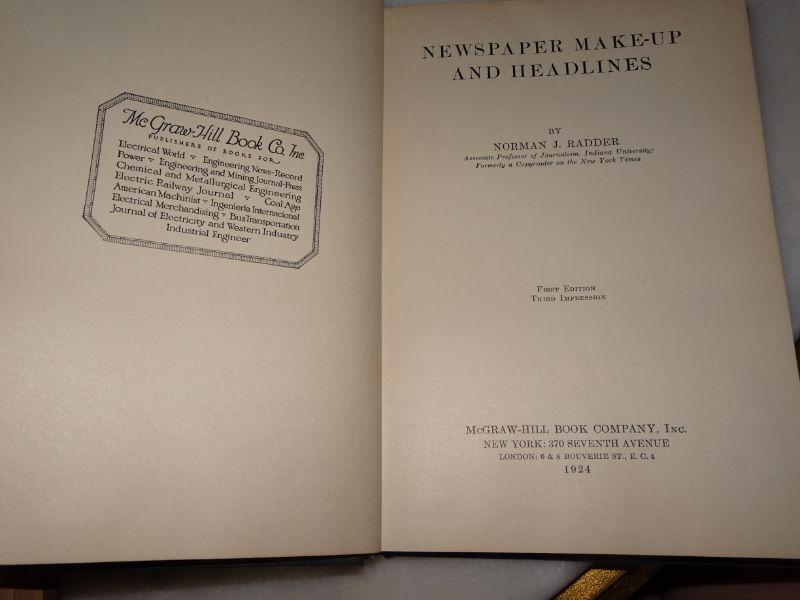 McGraw-Hill Book Co. Inc
PUBLISHERS OF BOOKS FOR
Electrical World ▾ Engineering News-Record
Power ▾ Engineering and Mining Journal-Press
Chemical and Metallurgical Engineering
Electric Railway Journal ▾ Coal Age
American Machinist ▾ Ingenieria Internacional
Electrical Merchandising ▾ Bus Transportation
Journal of Electricity and Western Industry
Industrial Engineer
NEWSPAPER MAKE-UP
AND HEADLINES
BY
NORMAN J. RADDER
Associate Professor of Journalism, Indiana University;
Formerly a Copyreader on the New York Times
First Edition
Third Impression
McGRAW-HILL BOOK COMPANY, Inc.
NEW YORK: 370 SEVENTH AVENUE
LONDON: 6 & 8 BOUVERIE ST., E. C. 4
1924